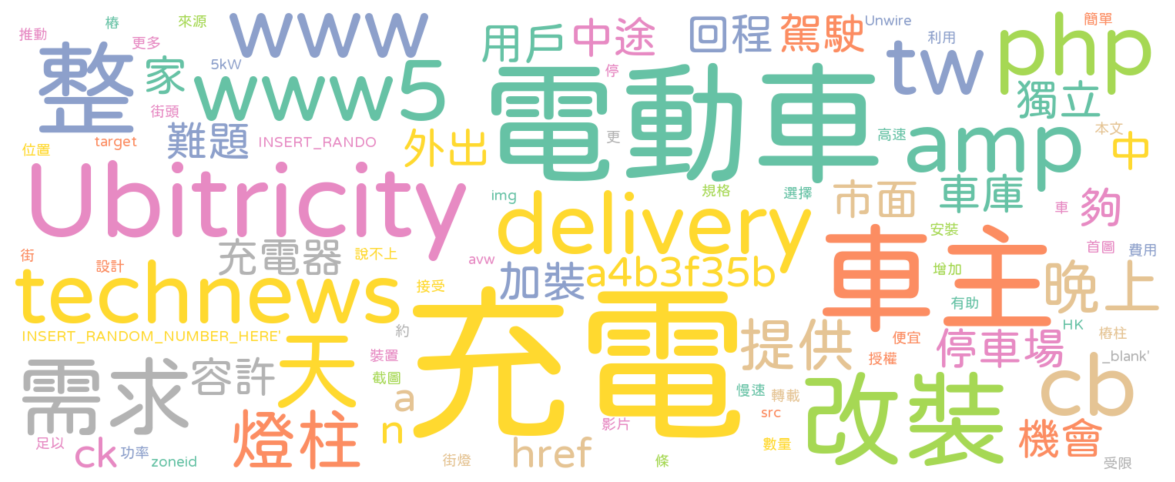 推動
樁
來源
更多
www
用戶
中途
回程
駕駛
Unwire
利用
簡單
php
整
家
5kW
www5
街頭
停
電動車
tw
獨立
位置
target
難題
INSERT_RANDO
外出
更
高速
amp
本文
中
Ubitricity
img
delivery
規格
選擇
市面
車庫
車
夠
街
設計
充電器
說不上
avw
加裝
a4b3f35b
車主
安裝
增加
首圖
費用
晚上
technews
接受
充電
有助
INSERT_RANDOM_NUMBER_HERE'
約
提供
便宜
停車場
HK
樁柱
_blank'
需求
容許
天
裝置
截圖
a
慢速
轉載
授權
改裝
cb
足以
ck
功率
zoneid
燈柱
n
街燈
href
影片
條
src
數量
機會
受限